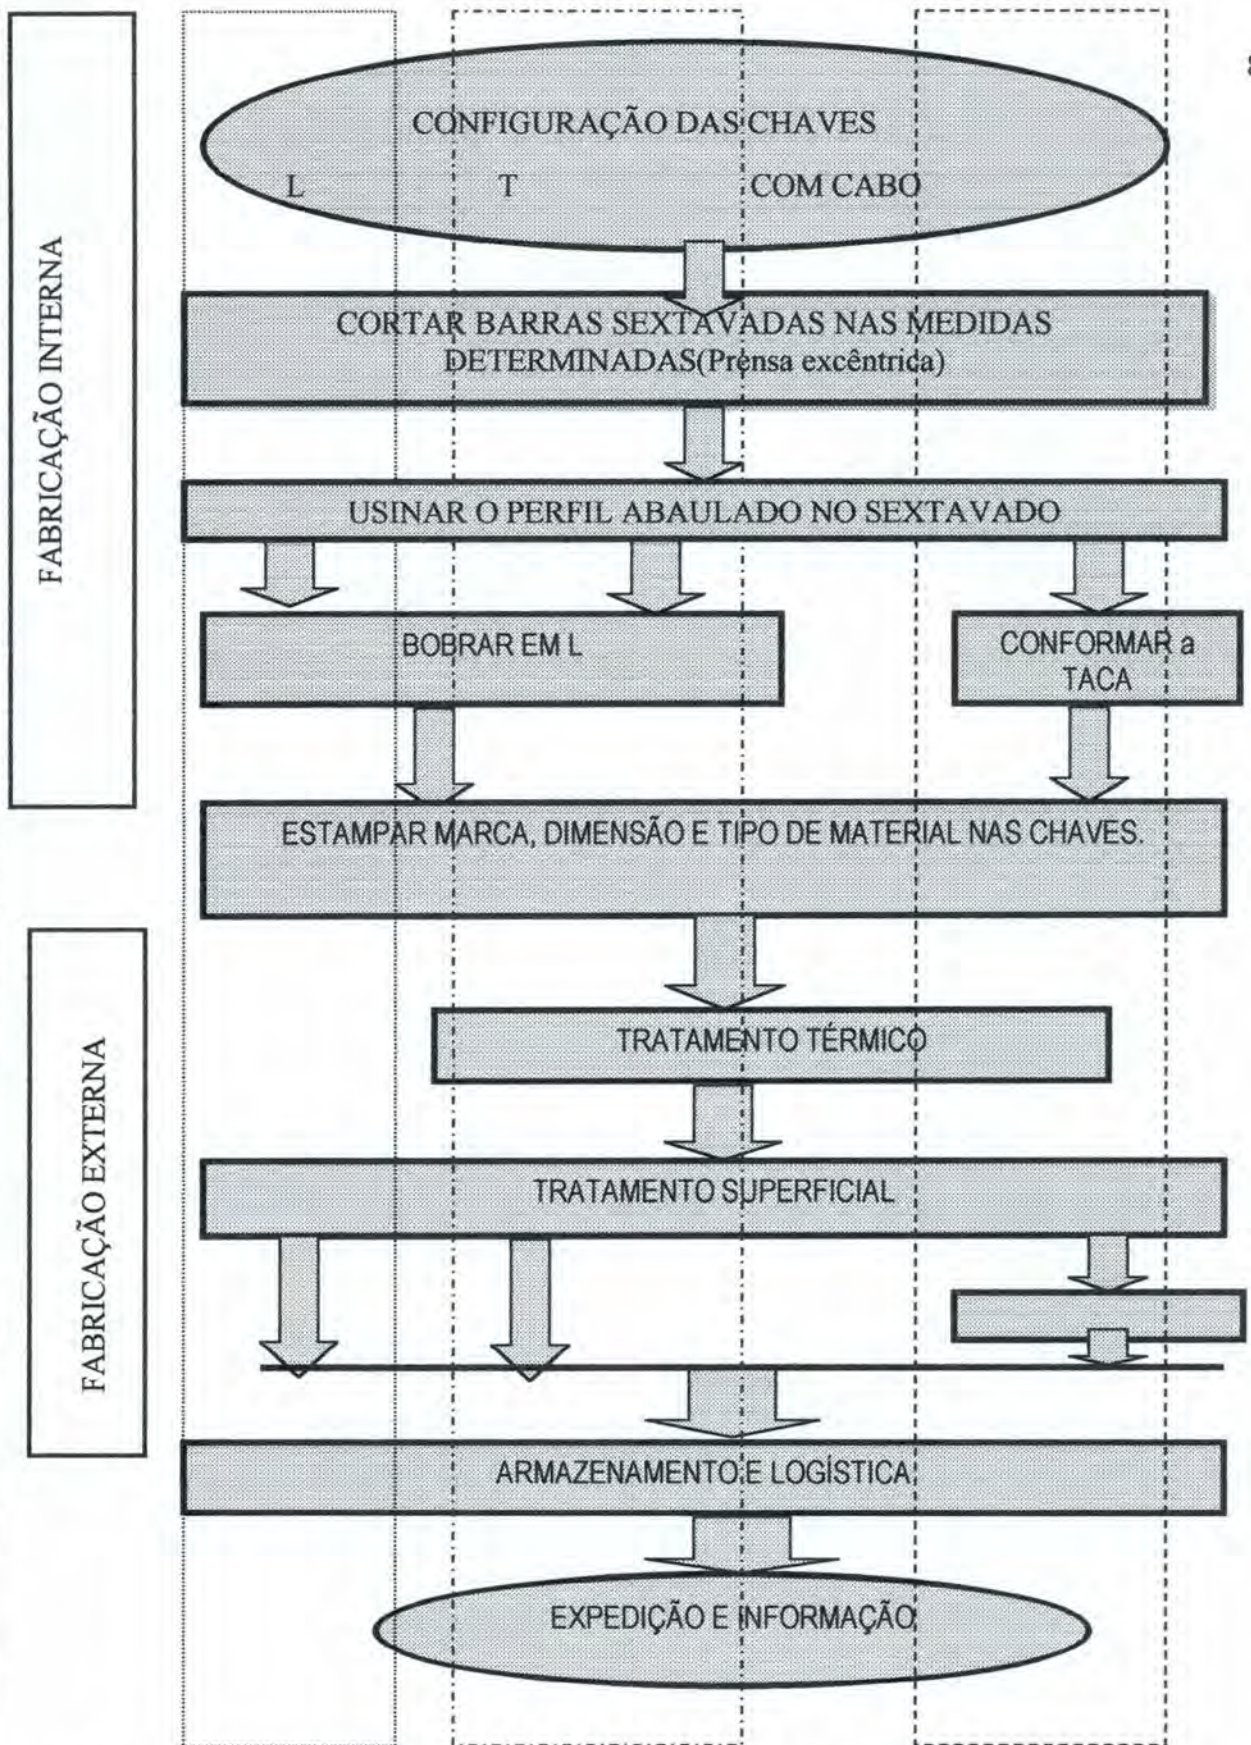 CONFIGURAÇÃO DAS CHAVES
L T COM CABO
FABRICAÇÃO INTERNA
CORTAR BARRAS SEXTAVADAS NAS MEDIDAS
DETERMINADAS(Prensa excêntrica)
USINAR O PERFIL ABAULADO NO SEXTAVADO
BOBRAR EM L
CONFORMAR a
TACA
ESTAMPAR MARCA, DIMENSÃO E TIPO DE MATERIAL NAS CHAVES.
FABRICAÇÃO EXTERNA
TRATAMENTO TÉRMICO
TRATAMENTO SUPERFICIAL
ARMAZENAMENTO E LOGÍSTICA
EXPEDIÇÃO E INFORMAÇÃO